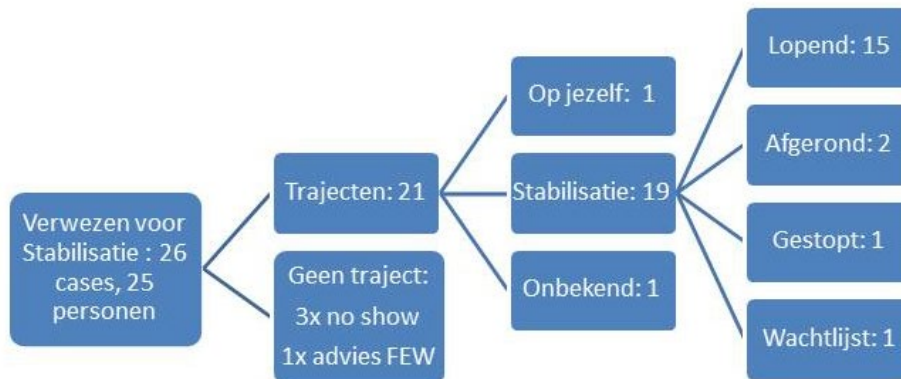 Verwezen voor
Stabilisatie : 26
cases, 25
personen
Trajecten: 21
Geen traject:
3x no show
1x advies FEW
Op jezelf: 1
Stabilisatie: 19
Onbekend: 1
Lopend: 15
Afgerond: 2
Gestopt: 1
Wachtlijst: 1